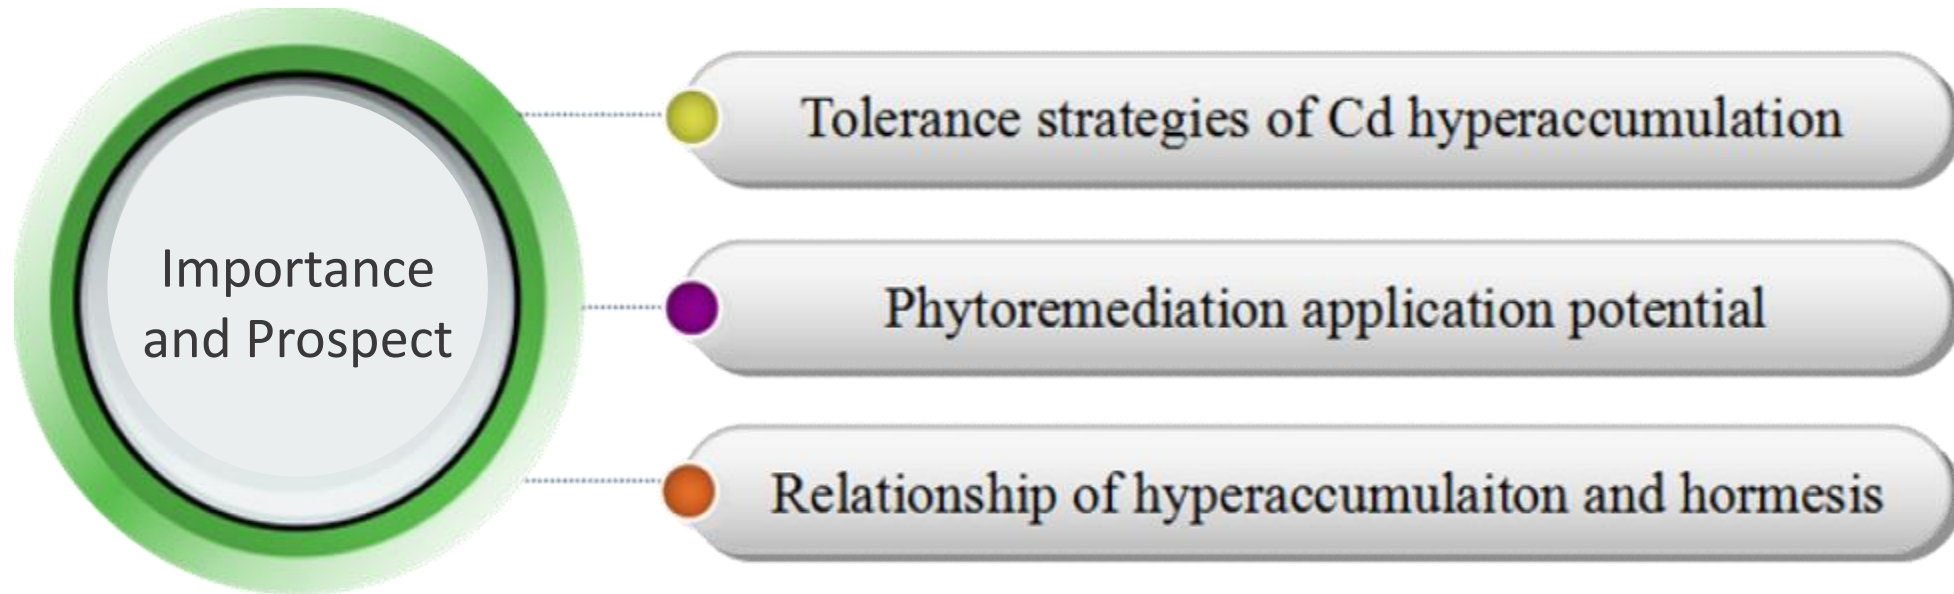 Importance
and Prospect
Tolerance strategies of Cd hyperaccumulation
Phytoremediation application potential
Relationship of hyperaccumulaiton and hormesis